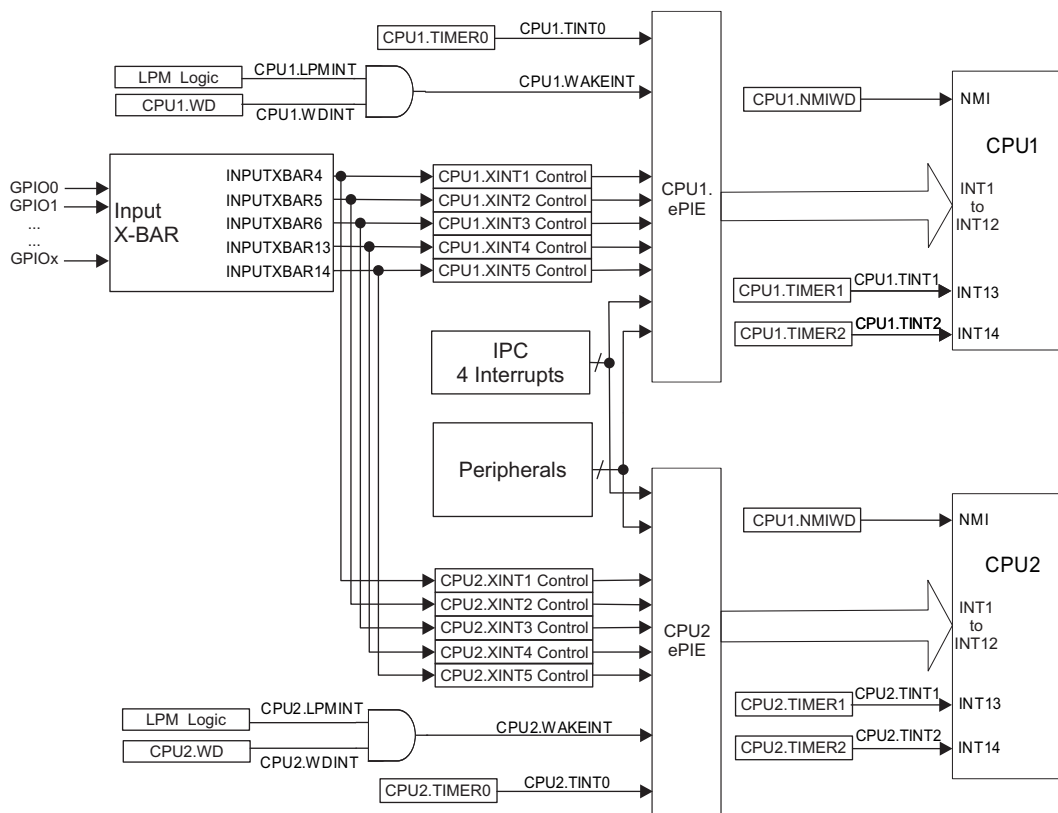 CPU1.TIMER0
CPU1.TINT0
LPM Logic
CPU1.LPMINT
CPU1.WD
CPU1.WDINT
CPU1.WAKEINT
GPIO0
GPIO1
...
...
GPIOx
Input
X-BAR
INPUTXBAR4
INPUTXBAR5
INPUTXBAR6
INPUTXBAR13
INPUTXBAR14
CPU1.XINT1 Control
CPU1.XINT2 Control
CPU1.XINT3 Control
CPU1.XINT4 Control
CPU1.XINT5 Control
CPU1.
ePIE
CPU1.NMIWD
NMI
CPU1
INT1
to
INT12
CPU1.TIMER1
CPU1.TINT1
INT13
CPU1.TIMER2
CPU1.TINT2
INT14
IPC
4 Interrupts
Peripherals
CPU2.XINT1 Control
CPU2.XINT2 Control
CPU2.XINT3 Control
CPU2.XINT4 Control
CPU2.XINT5 Control
CPU2
ePIE
CPU1.NMIWD
NMI
CPU2
INT1
to
INT12
CPU2.TIMER1
CPU2.TINT1
INT13
CPU2.TIMER2
CPU2.TINT2
INT14
LPM Logic
CPU2.LPMINT
CPU2.WD
CPU2.WDINT
CPU2.WAKEINT
CPU2.TIMER0
CPU2.TINT0